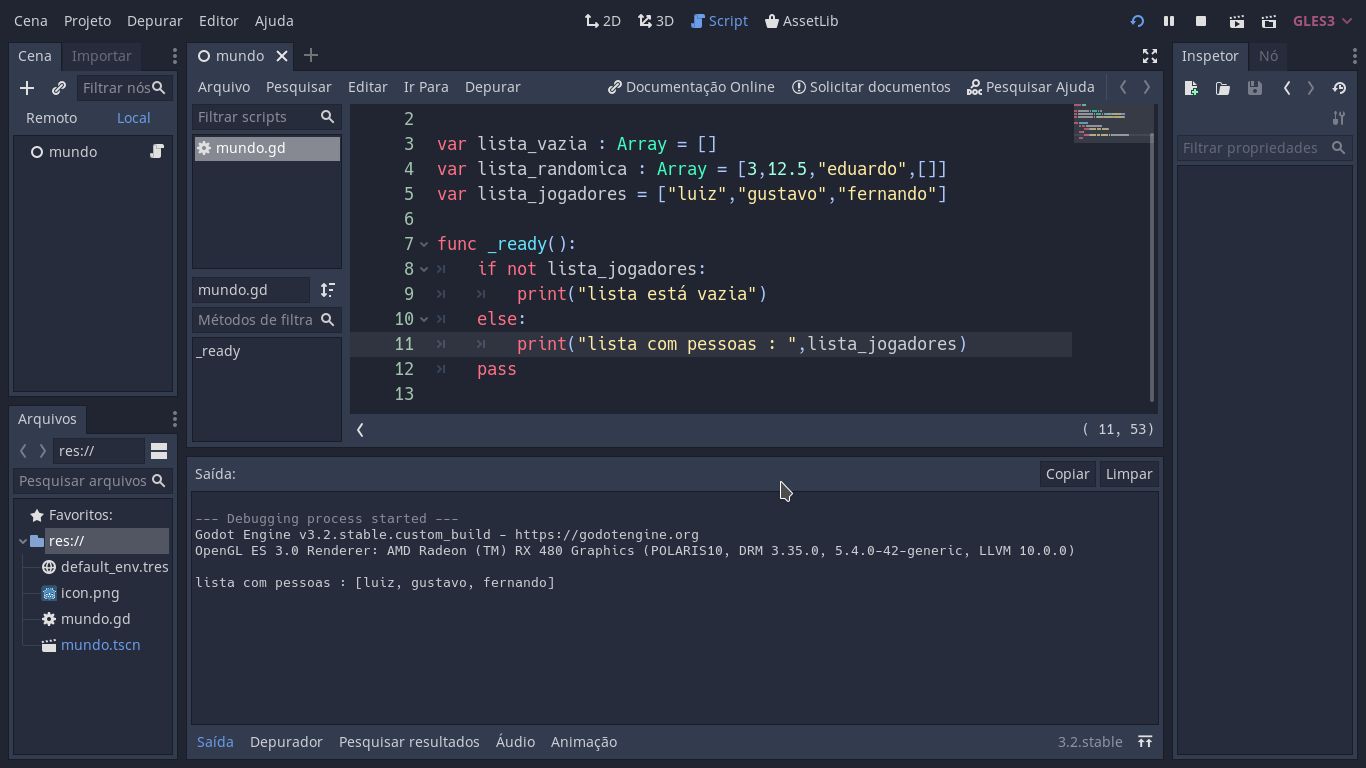 Cena Projeto Depurar Editor Ajuda
2D 3D Script AssetLib
GLES3
Cena Importar
Filtrar nós
Remoto Local
mundo
mundo
Arquivo Pesquisar Editar Ir Para Depurar
Documentação Online Solicitar documentos Pesquisar Ajuda
Filtrar scripts
mundo.gd
mundo.gd
Métodos de filtra
_ready
2
3 var lista_vazia : Array = []
4 var lista_randomica : Array = [3,12.5,"eduardo",[]]
5 var lista_jogadores = ["luiz","gustavo","fernando"]
6
7 func _ready():
8 if not lista_jogadores:
9 print("lista está vazia")
10 else:
11 print("lista com pessoas : ",lista_jogadores)
12 pass
13
( 11, 53)
Inspetor Nó
Filtrar propriedades
Arquivos
res://
Pesquisar arquivos
Favoritos:
res://
default_env.tres
icon.png
mundo.gd
mundo.tscn
Saída:
Copiar Limpar
--- Debugging process started ---
Godot Engine v3.2.stable.custom_build - https://godotengine.org
OpenGL ES 3.0 Renderer: AMD Radeon (TM) RX 480 Graphics (POLARIS10, DRM 3.35.0, 5.4.0-42-generic, LLVM 10.0.0)
lista com pessoas : [luiz, gustavo, fernando]
Saída Depurador Pesquisar resultados Áudio Animação
3.2.stable